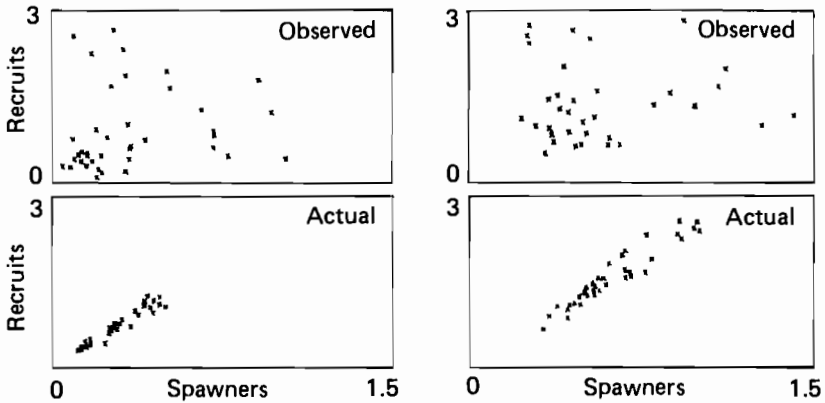 3
Recruits
Observed
0
3
Observed
0
3
Recruits
Actual
0
Spawners
1.5
3
Actual
0
Spawners
1.5